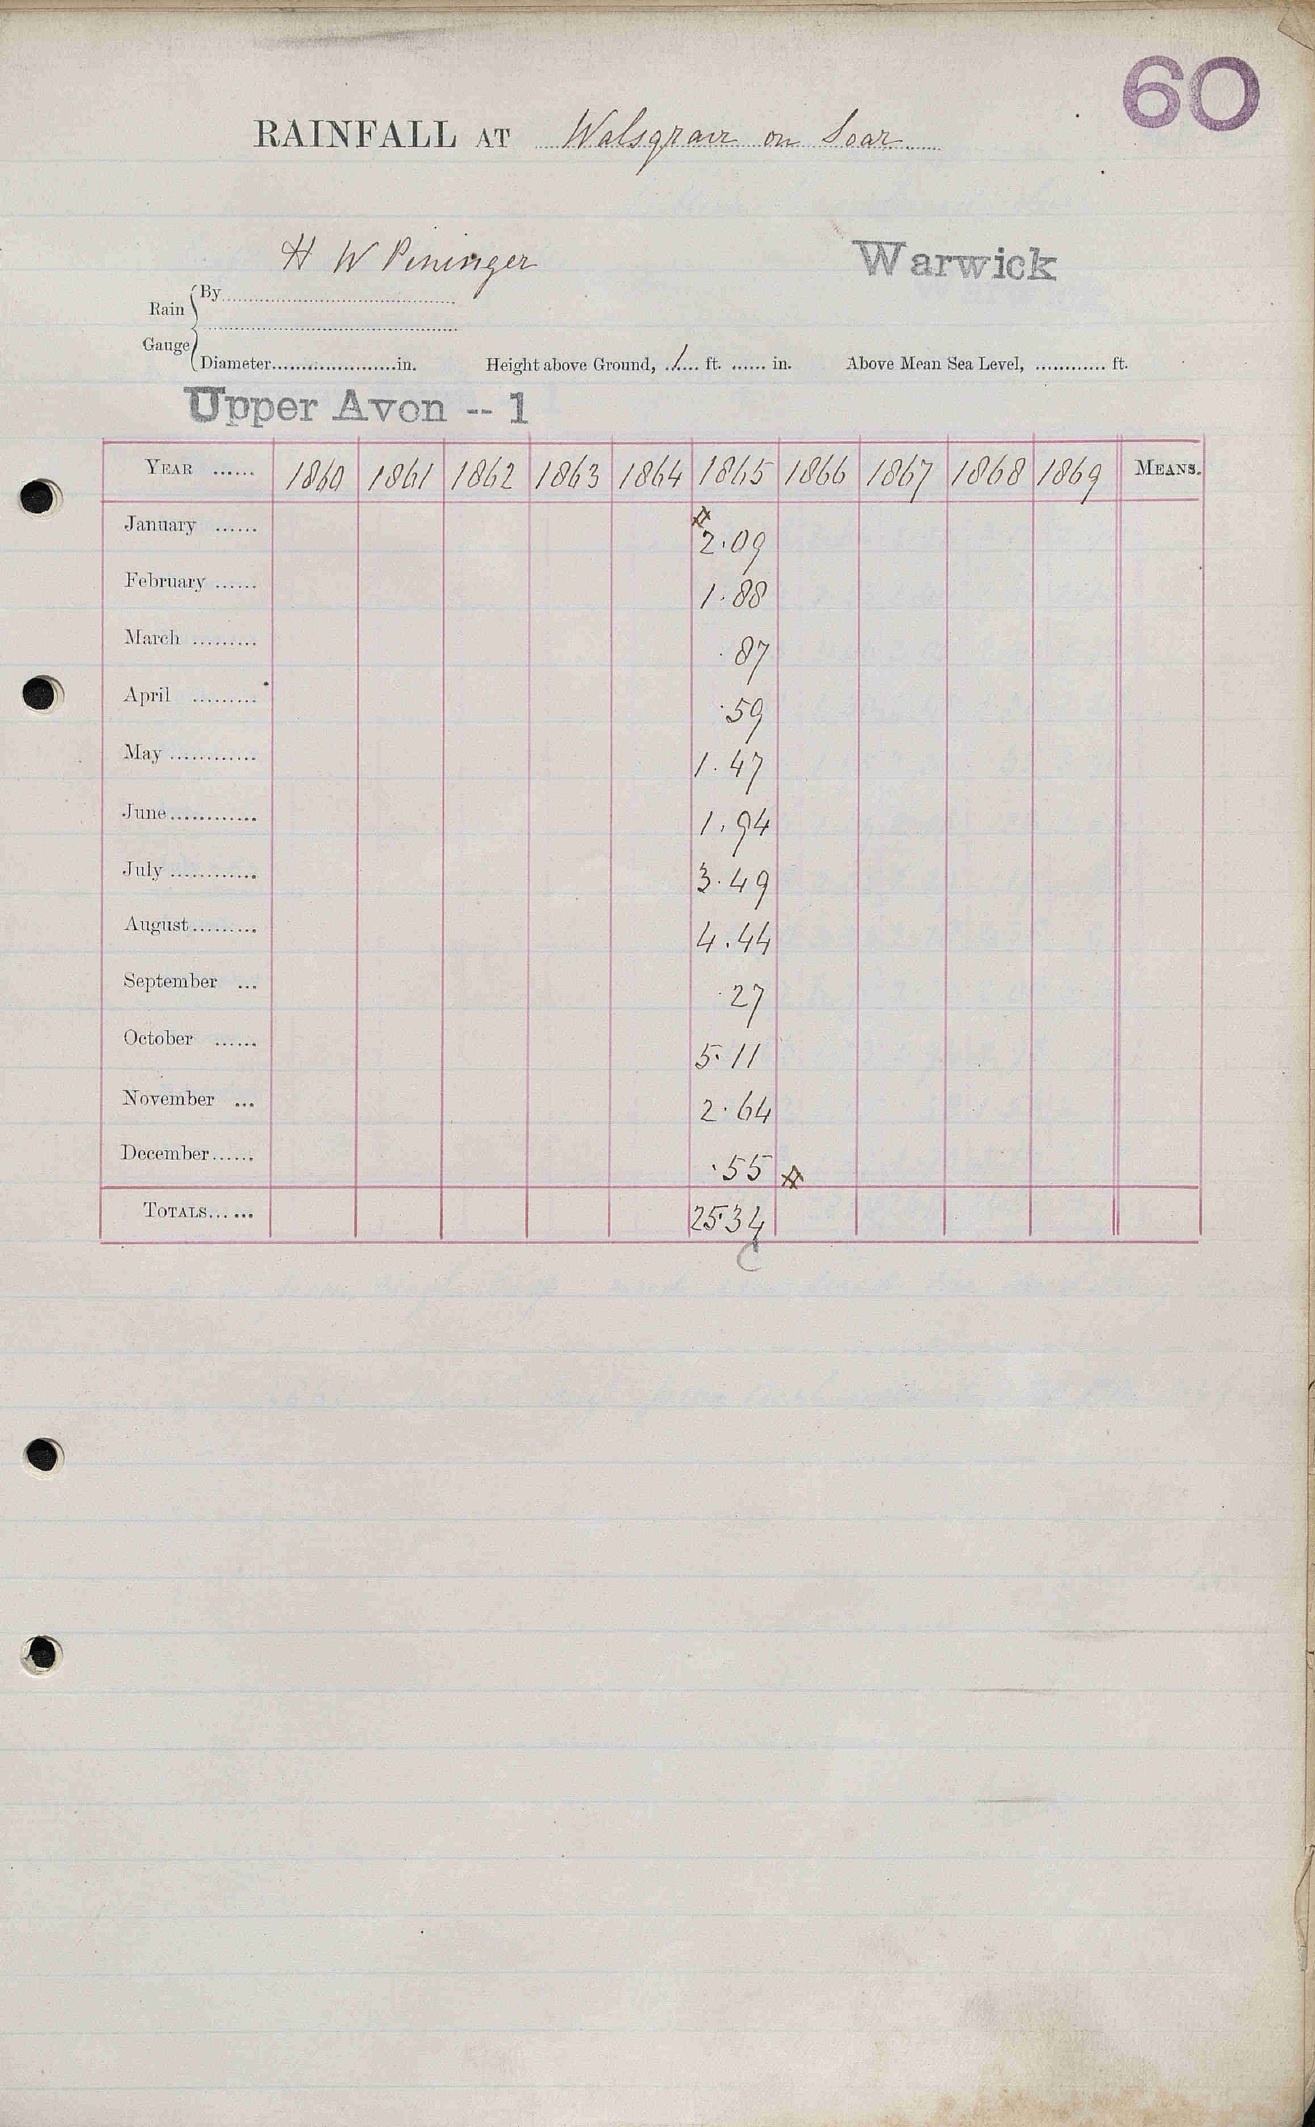 60
RAINFALL AT Walsgrave on Soar
H W Peninger
Warwick
Rain Gauge
By
Diameter in. Height above Ground, 1 ft. in. Above Mean Sea Level, ft.
Upper Avon -- 1
YEAR 1860 1861 1862 1863 1864 1865 1866 1867 1868 1869 MEANS.
January 2.09
February 1.88
March .87
April .59
May 1.47
June 1.94
July 3.49
August 4.44
September .27
October 5.11
November 2.64
December .55
TOTALS 25.34
C